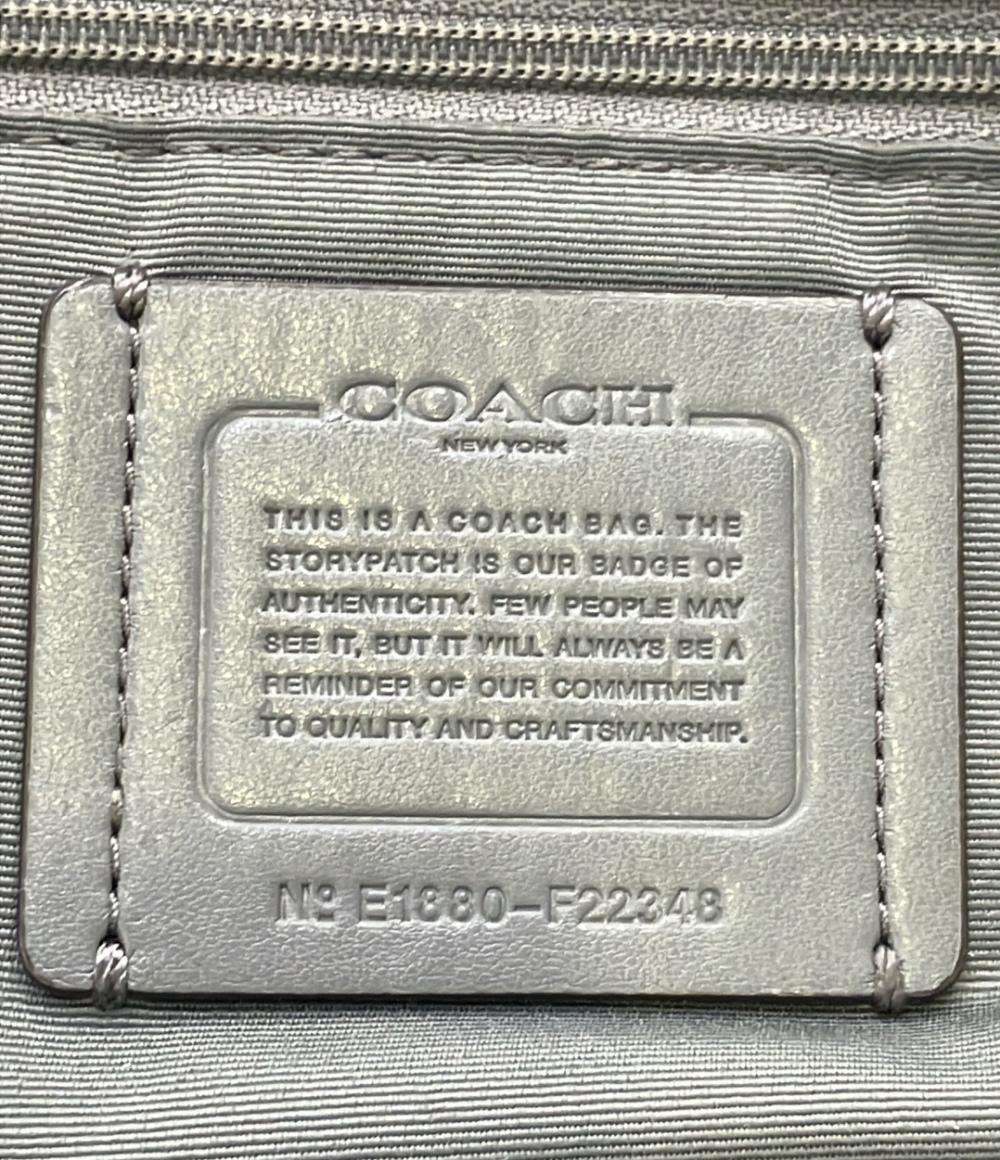 COACH
NEW YORK
THIS IS A COACH BAG. THE
STORYPATCH IS OUR BADGE OF
AUTHENTICITY. FEW PEOPLE MAY
SEE IT, BUT IT WILL ALWAYS BE A
REMINDER OF OUR COMMITMENT
TO QUALITY AND CRAFTSMANSHIP.
Nº E1880-F22348